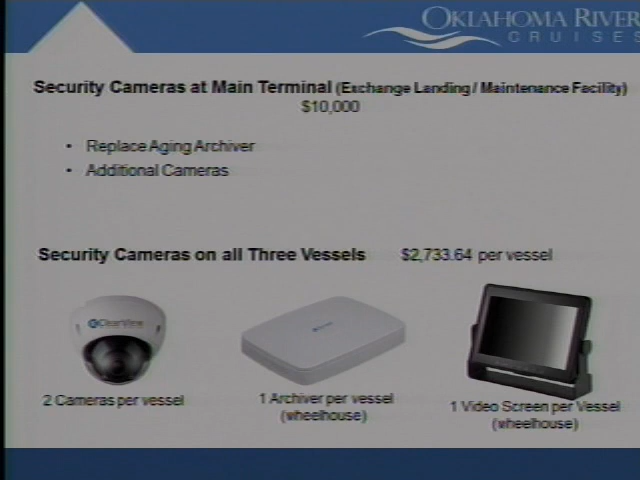 OKLAHOMA RIVER
CRUISES
Security Cameras at Main Terminal (Exchange Landing / Maintenance Facility)
$10,000
• Replace Aging Archiver
• Additional Cameras
Security Cameras on all Three Vessels $2,733.64 per vessel
ClearView
2 Cameras per vessel
1 Archiver per vessel
(wheelhouse)
1 Video Screen per Vessel
(wheelhouse)